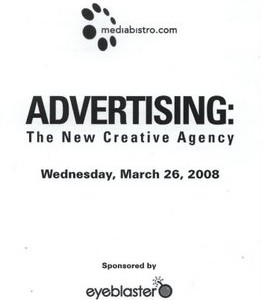 mediabistro.com
ADVERTISING:
The New Creative Agency
Wednesday, March 26, 2008
Sponsored by
eyeblaster